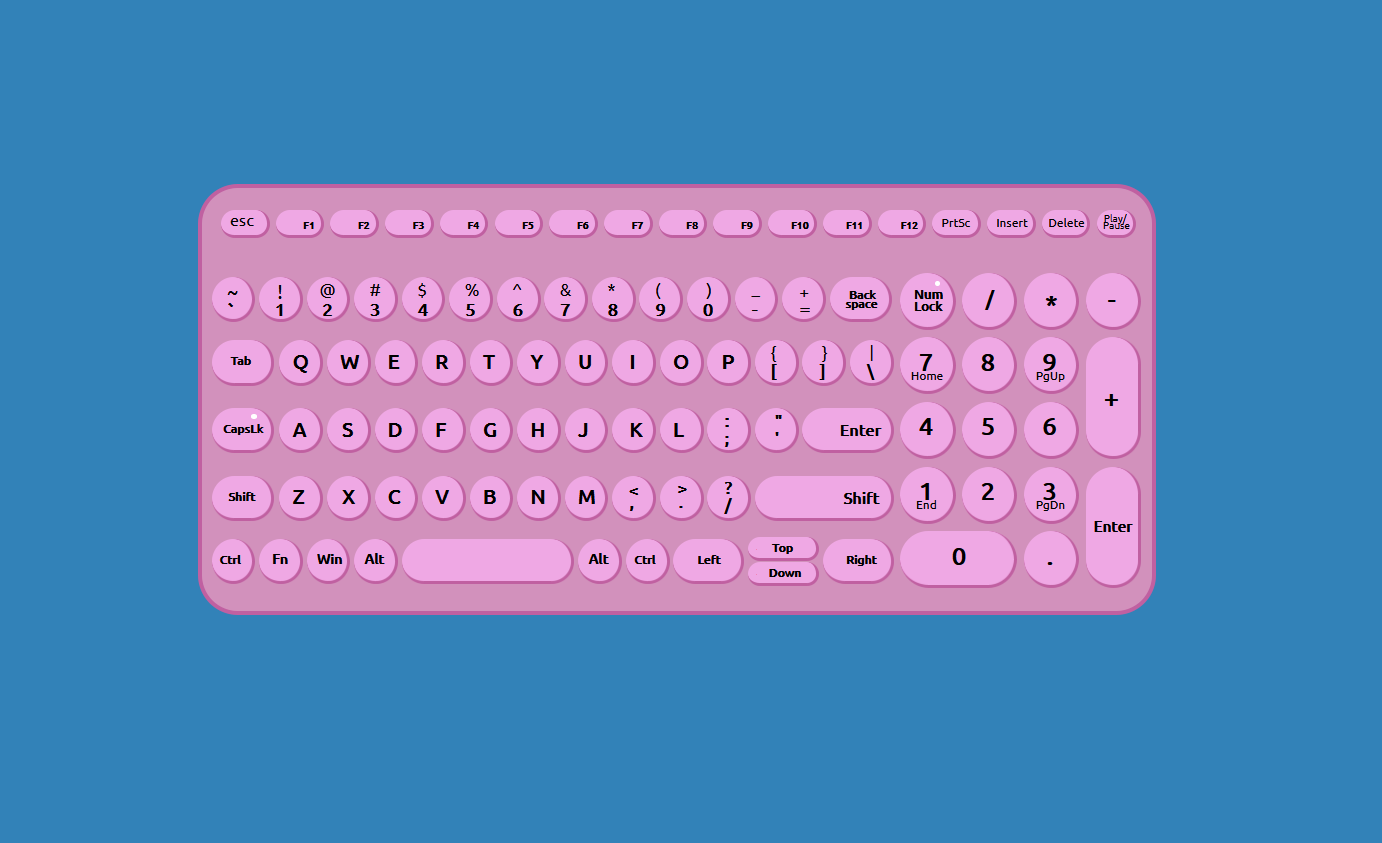 esc F1 F2 F3 F4 F5 F6 F7 F8 F9 F10 F11 F12 PrtSc Insert Delete Play/
Pause
~ ! @ # $ % ^ & * ( ) _ + Back Num / * -
` 1 2 3 4 5 6 7 8 9 0 - = space Lock
Tab Q W E R T Y U I O P { } | 7 8 9
[ ] \ Home PgUp
+
CapsLk A S D F G H J K L : " Enter 4 5 6
; '
Shift Z X C V B N M < > ? Shift 1 2 3
, . / End PgDn
Enter
Ctrl Fn Win Alt Alt Ctrl Left Top Right 0 .
Down